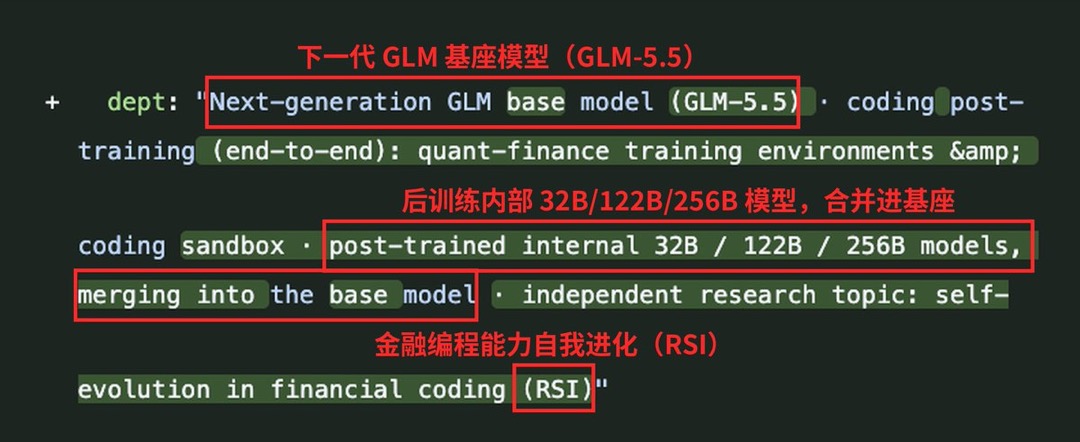 下一代 GLM 基座模型（GLM-5.5）
+ dept: "Next-generation GLM base model (GLM-5.5) · coding post-
training (end-to-end): quant-finance training environments &amp;
后训练内部 32B/122B/256B 模型，合并进基座
coding sandbox · post-trained internal 32B / 122B / 256B models,
merging into the base model · independent research topic: self-
金融编程能力自我进化（RSI）
evolution in financial coding (RSI)"